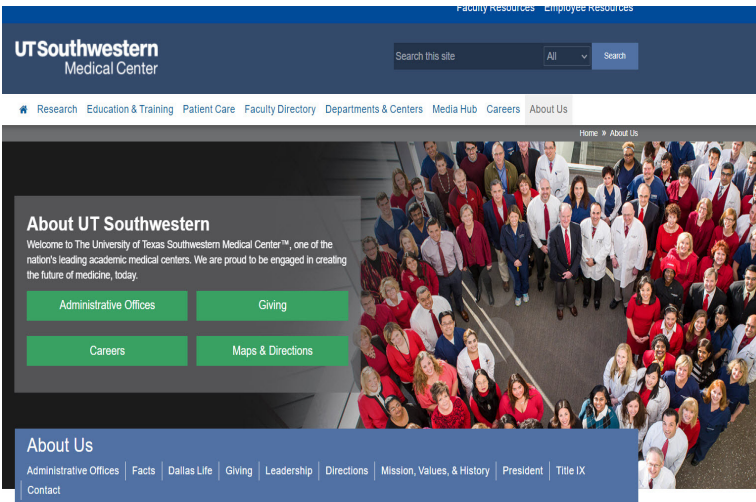 Faculty Resources Employee Resources
UT Southwestern
Medical Center
Search this site All Search
Research Education & Training Patient Care Faculty Directory Departments & Centers Media Hub Careers About Us
Home » About Us
About UT Southwestern
Welcome to The University of Texas Southwestern Medical Center™, one of the
nation's leading academic medical centers. We are proud to be engaged in creating
the future of medicine, today.
Administrative Offices Giving
Careers Maps & Directions
About Us
Administrative Offices | Facts | Dallas Life | Giving | Leadership | Directions | Mission, Values, & History | President | Title IX
| Contact